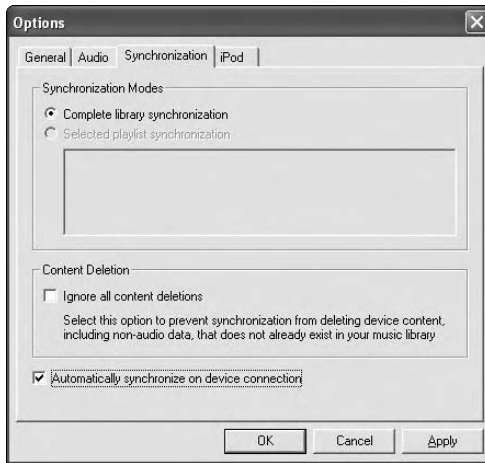 Options
General Audio Synchronization iPod
Synchronization Modes
Complete library synchronization
Selected playlist synchronization
Content Deletion
Ignore all content deletions
Select this option to prevent synchronization from deleting device content,
including non-audio data, that does not already exist in your music library
Automatically synchronize on device connection
OK Cancel Apply